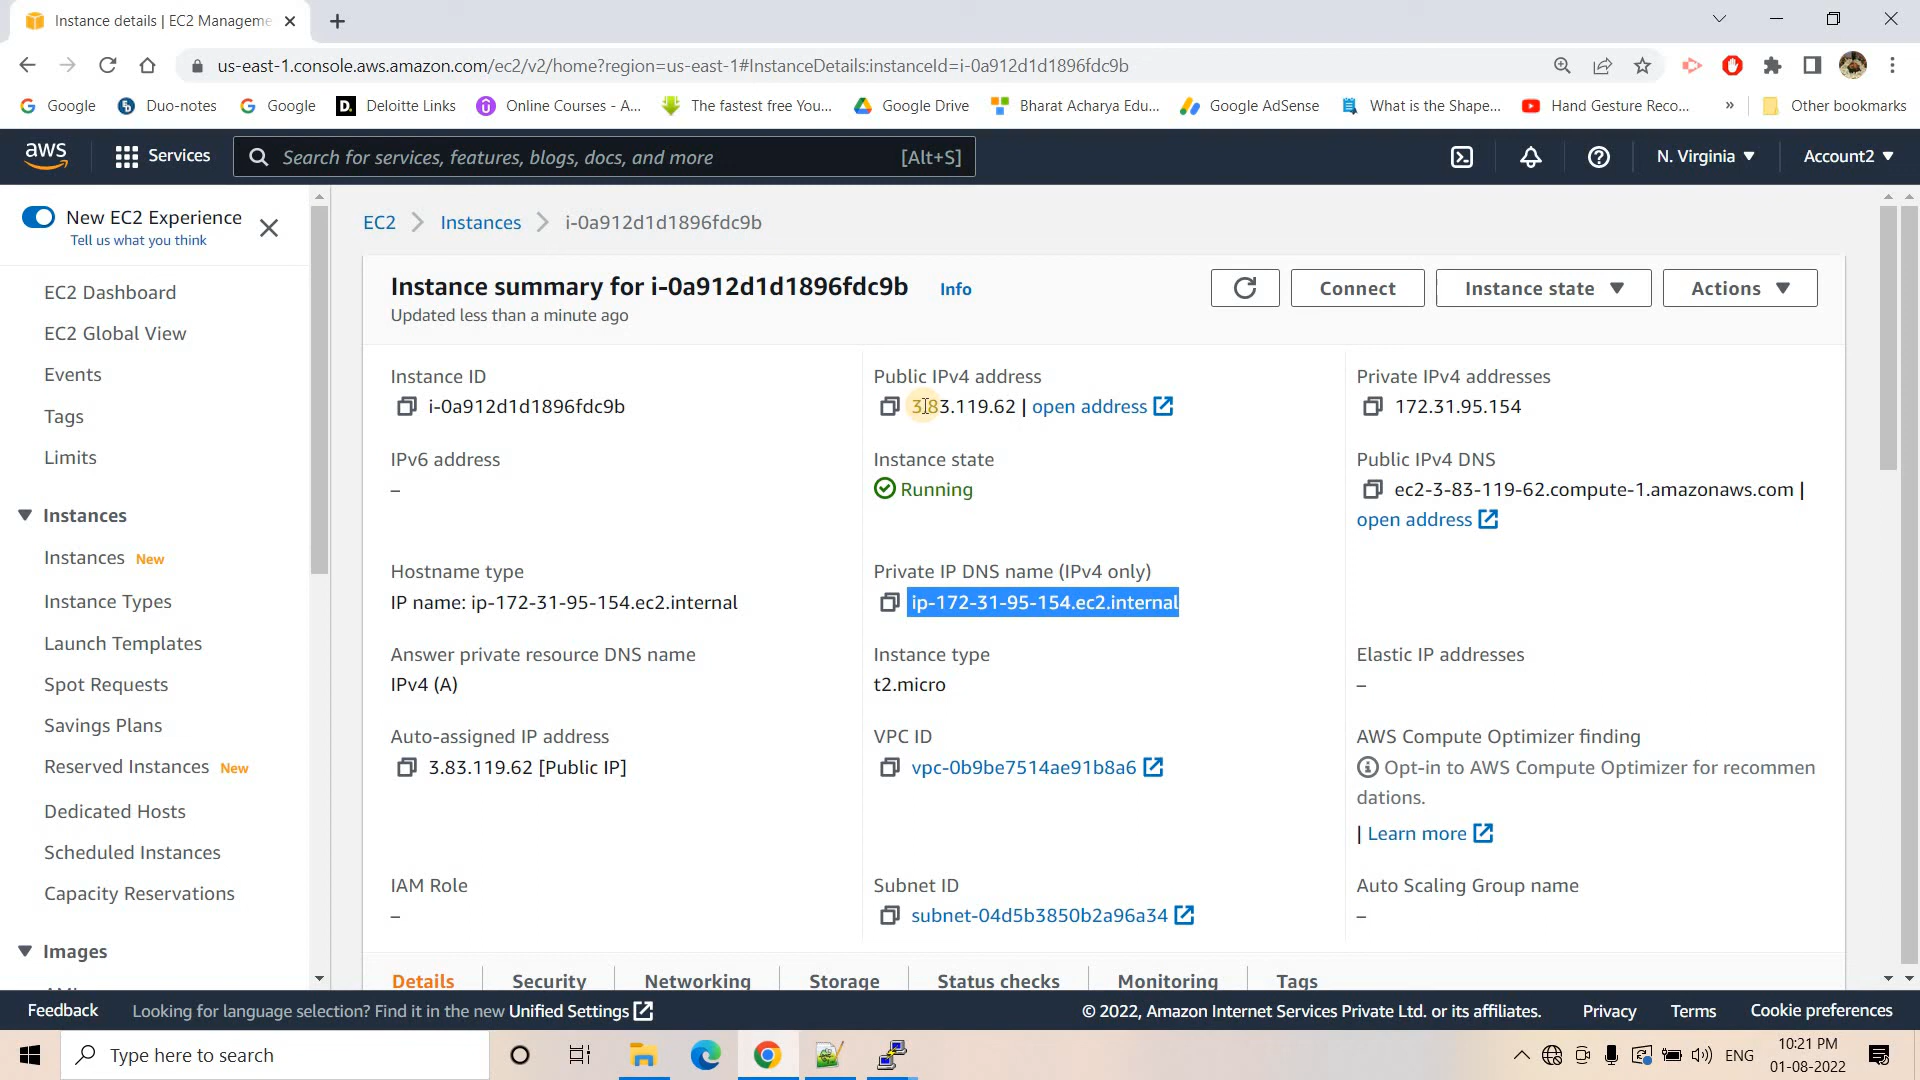 Instance details | EC2 Manageme
us-east-1.console.aws.amazon.com/ec2/v2/home?region=us-east-1#InstanceDetails:instanceId=i-0a912d1d1896fdc9b
Google
Duo-notes
Google
Deloitte Links
Online Courses - A...
The fastest free You...
Google Drive
Bharat Acharya Edu...
Google AdSense
What is the Shape...
Hand Gesture Reco...
»
Other bookmarks
aws
Services
Search for services, features, blogs, docs, and more
[Alt+S]
N. Virginia
Account2
New EC2 Experience
Tell us what you think
EC2 Dashboard
EC2 Global View
Events
Tags
Limits
Instances
Instances New
Instance Types
Launch Templates
Spot Requests
Savings Plans
Reserved Instances New
Dedicated Hosts
Scheduled Instances
Capacity Reservations
Images
EC2
Instances
i-0a912d1d1896fdc9b
Instance summary for i-0a912d1d1896fdc9b Info
Updated less than a minute ago
Connect
Instance state
Actions
Instance ID
i-0a912d1d1896fdc9b
Public IPv4 address
3.83.119.62 | open address
Private IPv4 addresses
172.31.95.154
IPv6 address
–
Instance state
Running
Public IPv4 DNS
ec2-3-83-119-62.compute-1.amazonaws.com |
open address
Hostname type
IP name: ip-172-31-95-154.ec2.internal
Private IP DNS name (IPv4 only)
ip-172-31-95-154.ec2.internal
Answer private resource DNS name
IPv4 (A)
Instance type
t2.micro
Elastic IP addresses
–
Auto-assigned IP address
3.83.119.62 [Public IP]
VPC ID
vpc-0b9be7514ae91b8a6
AWS Compute Optimizer finding
Opt-in to AWS Compute Optimizer for recommen
dations.
| Learn more
IAM Role
–
Subnet ID
subnet-04d5b3850b2a96a34
Auto Scaling Group name
–
Details
Security
Networking
Storage
Status checks
Monitoring
Tags
Feedback
Looking for language selection? Find it in the new Unified Settings
© 2022, Amazon Internet Services Private Ltd. or its affiliates.
Privacy
Terms
Cookie preferences
Type here to search
ENG
10:21 PM
01-08-2022